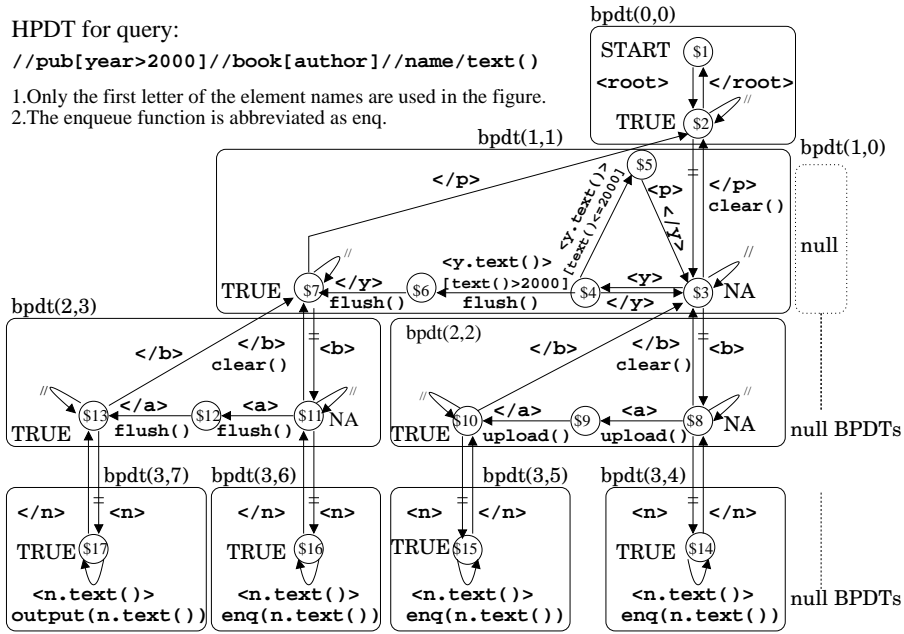 HPDT for query:
//pub[year>2000]//book[author]//name/text()
1.Only the first letter of the element names are used in the figure.
2.The enqueue function is abbreviated as enq.
bpdt(0,0)
START $1
<root> </root>
TRUE $2 //
bpdt(1,1)
bpdt(1,0)
null
$5
</p>
<y.text()>
[text()<=2000]
<p>
</y>
</p>
clear()
TRUE $7 //
</y>
flush()
$6
<y.text()>
[text()>2000]
flush()
$4
<y>
</y>
$3 NA //
bpdt(2,3)
</b>
</b>
clear()
<b>
// $13
TRUE
</a>
flush()
$12
<a>
flush()
$11 NA //
bpdt(2,2)
</b>
</b>
clear()
<b>
// $10
TRUE
</a>
upload()
$9
<a>
upload()
$8 NA //
null BPDTs
bpdt(3,7)
</n> <n>
TRUE $17
<n.text()>
output(n.text())
bpdt(3,6)
</n> <n>
TRUE $16
<n.text()>
enq(n.text())
bpdt(3,5)
<n> </n>
TRUE $15
<n.text()>
enq(n.text())
bpdt(3,4)
<n> </n>
TRUE $14
<n.text()>
enq(n.text())
null BPDTs